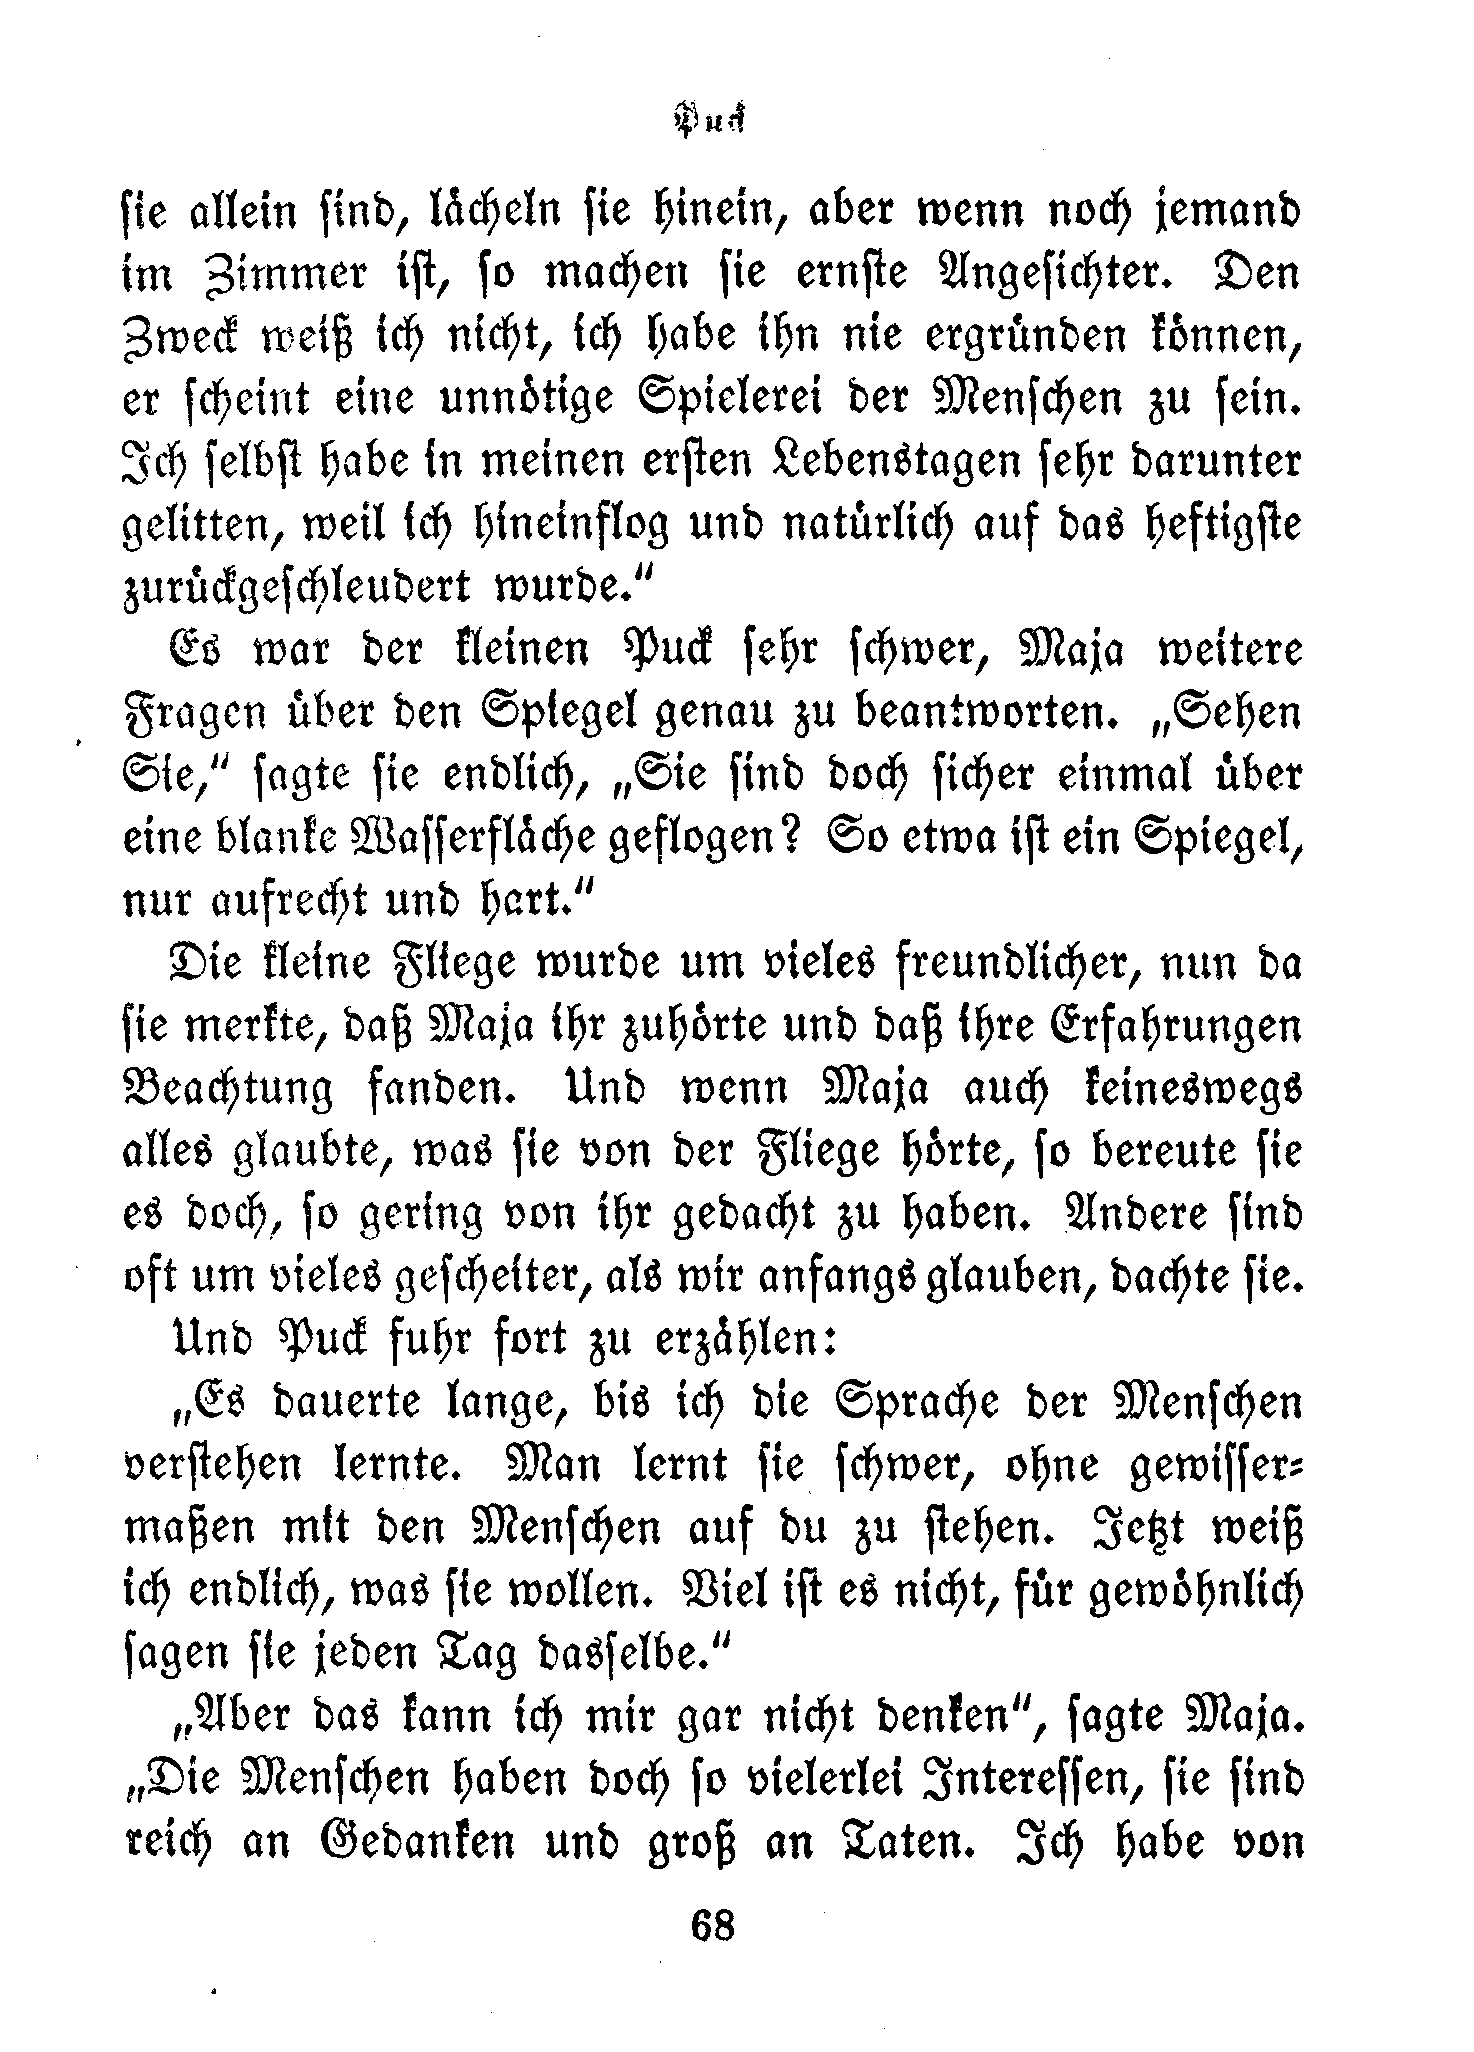 Puck
sie allein sind, lächeln sie hinein, aber wenn noch jemand
im Zimmer ist, so machen sie ernste Angesichter. Den
Zweck weiß ich nicht, ich habe ihn nie ergründen können,
er scheint eine unnötige Spielerei der Menschen zu sein.
Ich selbst habe in meinen ersten Lebenstagen sehr darunter
gelitten, weil ich hineinflog und natürlich auf das heftigste
zurückgeschleudert wurde.“
Es war der kleinen Puck sehr schwer, Maja weitere
Fragen über den Spiegel genau zu beantworten. „Sehen
Sie,“ sagte sie endlich, „Sie sind doch sicher einmal über
eine blanke Wasserfläche geflogen? So etwa ist ein Spiegel,
nur aufrecht und hart.“
Die kleine Fliege wurde um vieles freundlicher, nun da
sie merkte, daß Maja ihr zuhörte und daß ihre Erfahrungen
Beachtung fanden. Und wenn Maja auch keineswegs
alles glaubte, was sie von der Fliege hörte, so bereute sie
es doch, so gering von ihr gedacht zu haben. Andere sind
oft um vieles gescheiter, als wir anfangs glauben, dachte sie.
Und Puck fuhr fort zu erzählen:
„Es dauerte lange, bis ich die Sprache der Menschen
verstehen lernte. Man lernt sie schwer, ohne gewisser-
maßen mit den Menschen auf du zu stehen. Jetzt weiß
ich endlich, was sie wollen. Viel ist es nicht, für gewöhnlich
sagen sie jeden Tag dasselbe.“
„Aber das kann ich mir gar nicht denken“, sagte Maja.
„Die Menschen haben doch so vielerlei Interessen, sie sind
reich an Gedanken und groß an Taten. Ich habe von
68